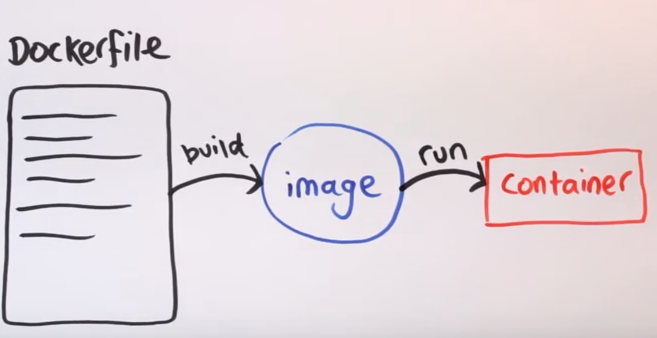 Dockerfile
build
image
run
container